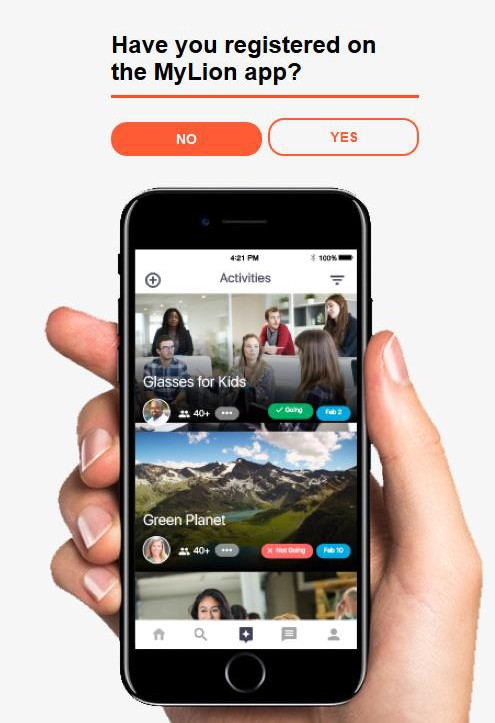 Have you registered on
the MyLion app?
NO
YES
4:21 PM
100%
Activities
Glasses for Kids
40+
Going
Feb 2
Green Planet
40+
Not Going
Feb 10